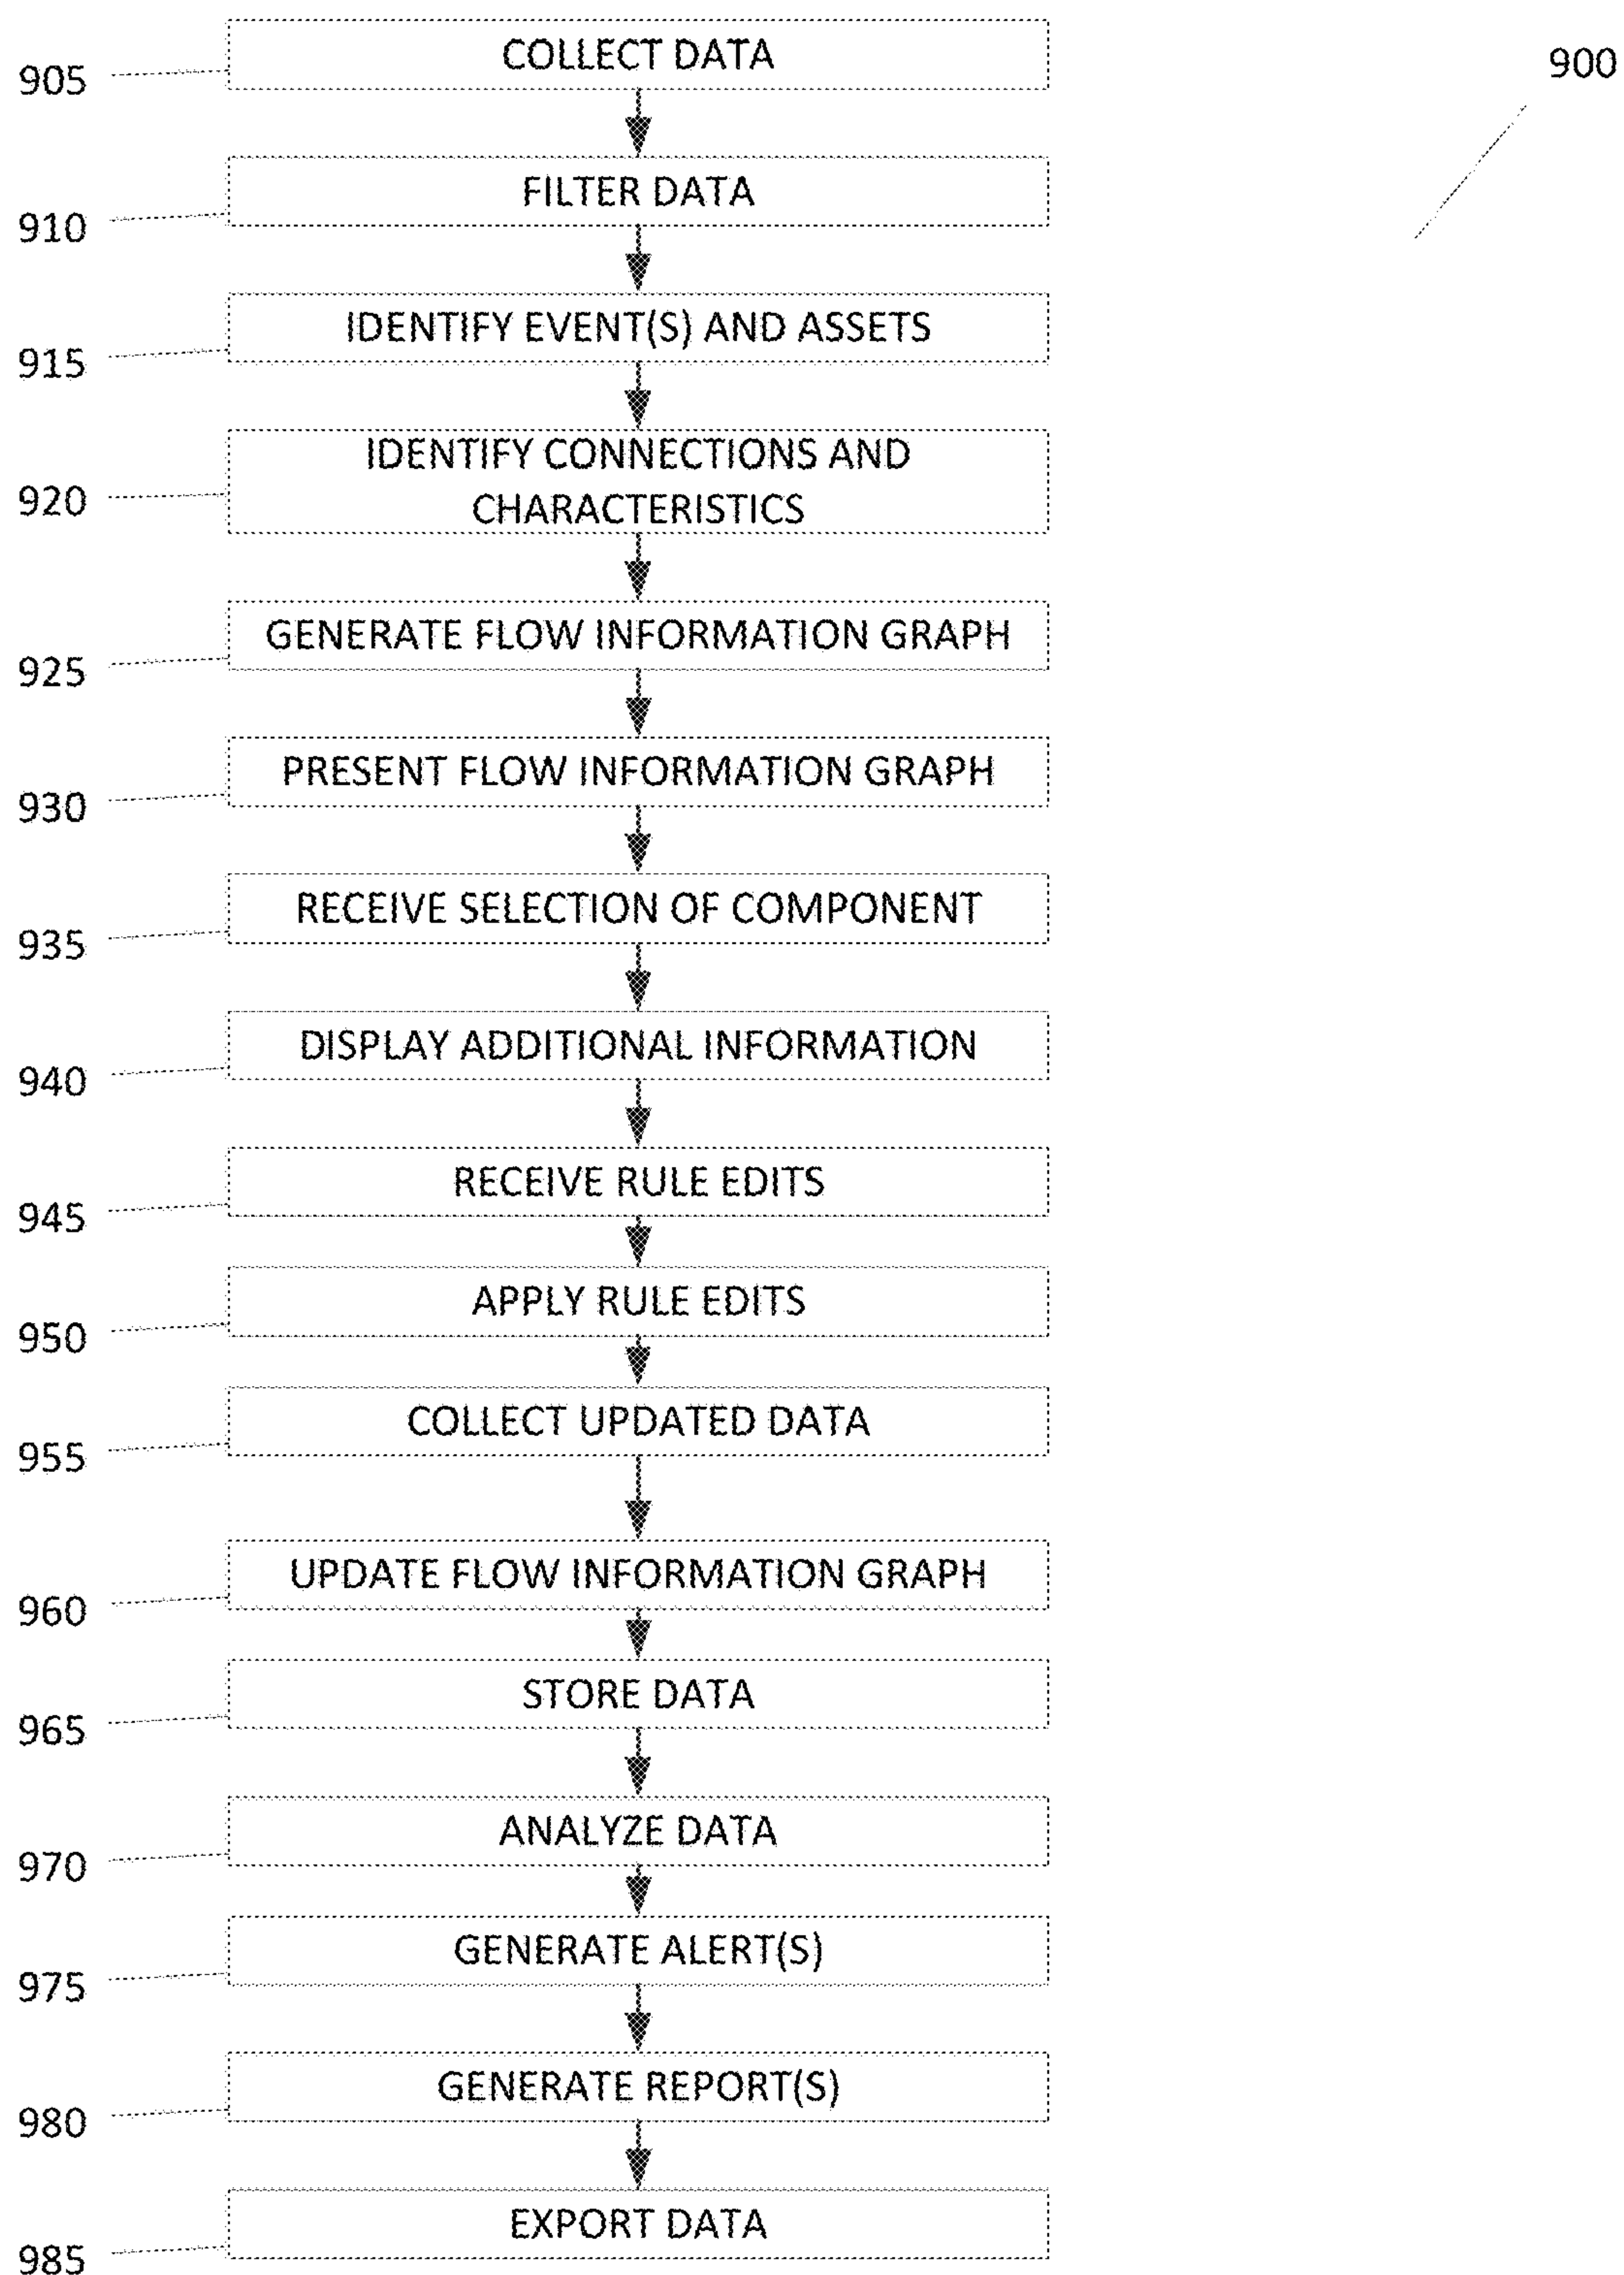 COLLECT DATA
900
905
FILTER DATA
910
IDENTIFY EVENT(S) AND ASSETS
915
IDENTIFY CONNECTIONS AND
CHARACTERISTICS
920
GENERATE FLOW INFORMATION GRAPH
925
PRESENT FLOW INFORMATION GRAPH
930
RECEIVE SELECTION OF COMPONENT
935
DISPLAY ADDITIONAL INFORMATION
940
RECEIVE RULE EDITS
945
APPLY RULE EDITS
950
COLLECT UPDATED DATA
955
UPDATE FLOW INFORMATION GRAPH
960
STORE DATA
965
ANALYZE DATA
970
GENERATE ALERT(S)
975
GENERATE REPORT(S)
980
EXPORT DATA
985